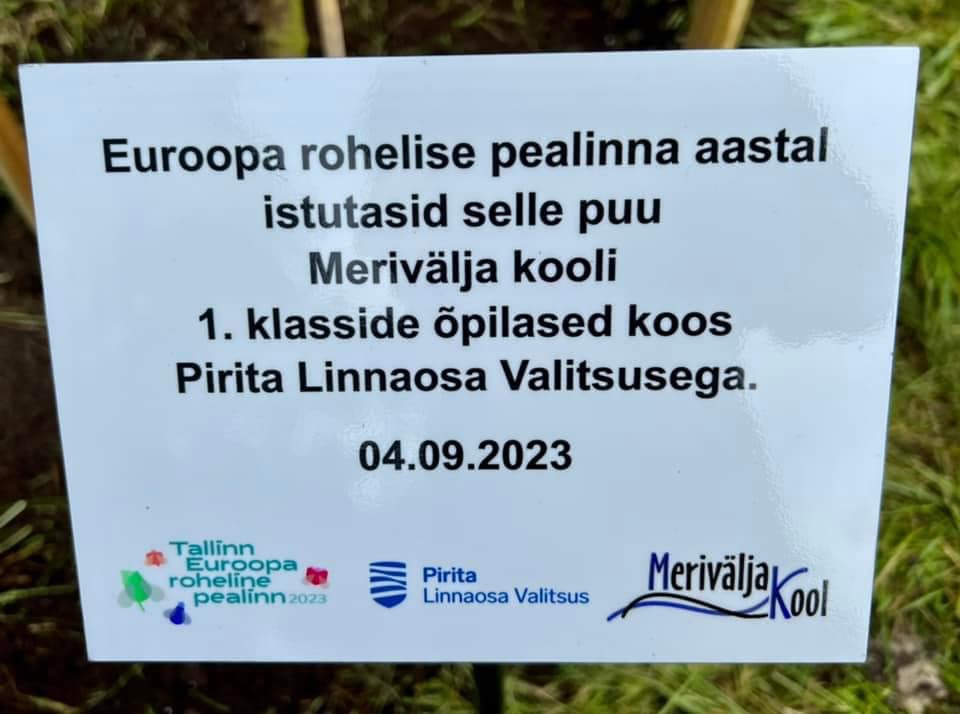 Euroopa rohelise pealinna aastal
istutasid selle puu
Merivälja kooli
1. klasside õpilased koos
Pirita Linnaosa Valitsusega.
04.09.2023
Tallinn
Euroopa
roheline
pealinn 2023
Pirita
Linnaosa Valitsus
Merivälja
Kool